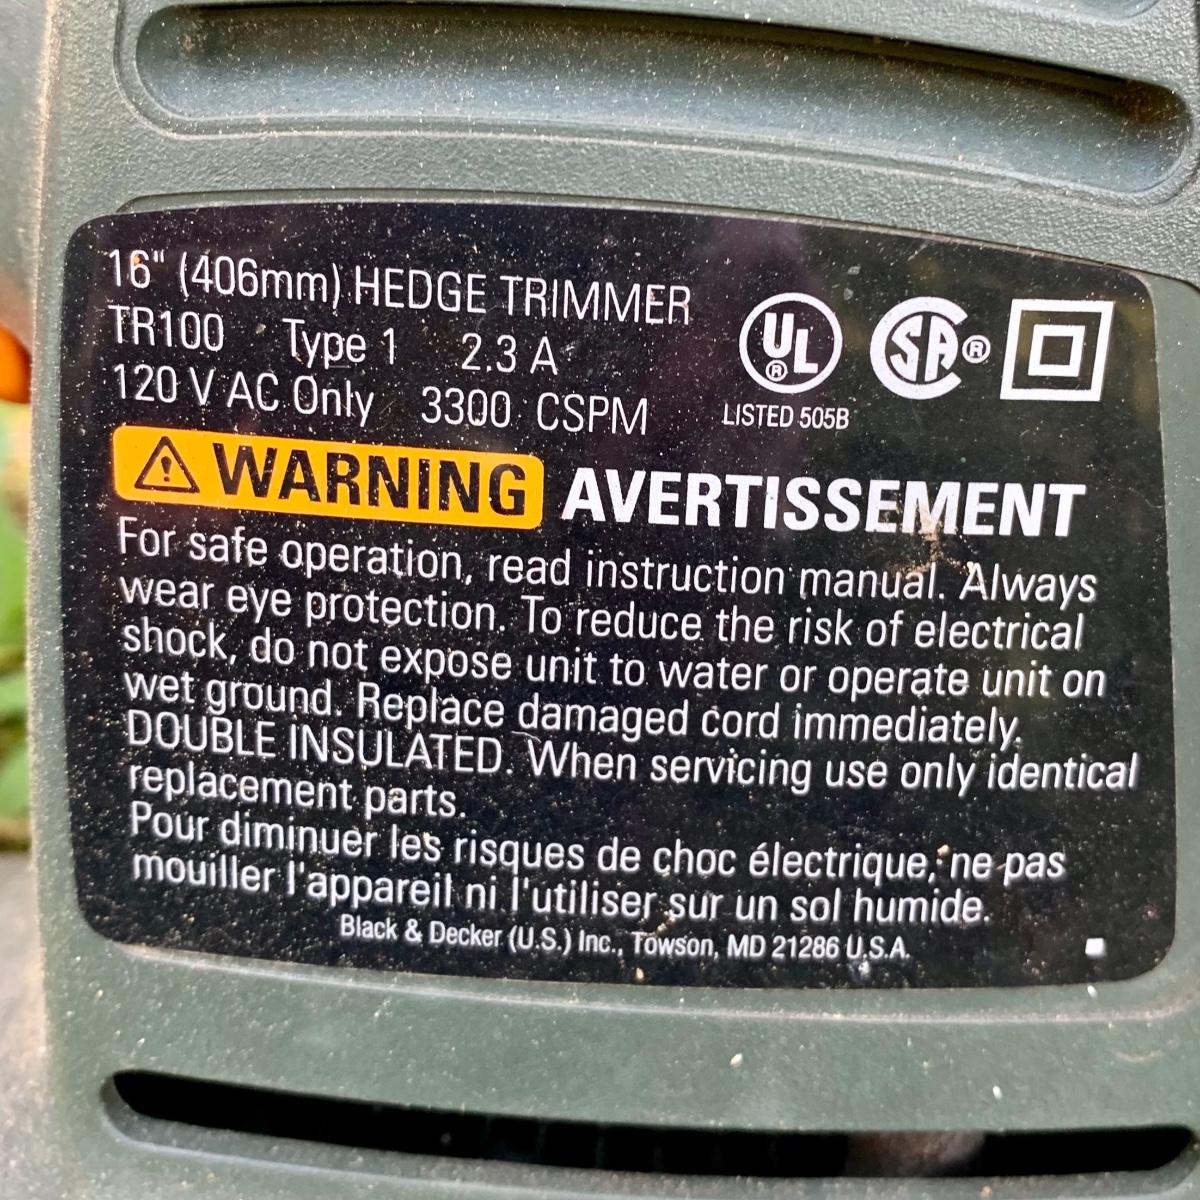 16" (406mm) HEDGE TRIMMER
TR100 Type 1 2.3 A
120 V AC Only 3300 CSPM
UL ®
LISTED 505B
SA ®
WARNING AVERTISSEMENT
For safe operation, read instruction manual. Always
wear eye protection. To reduce the risk of electrical
shock, do not expose unit to water or operate unit on
wet ground. Replace damaged cord immediately.
DOUBLE INSULATED. When servicing use only identical
replacement parts.
Pour diminuer les risques de choc électrique, ne pas
mouiller l'appareil ni l'utiliser sur un sol humide.
Black & Decker (U.S.) Inc., Towson, MD 21286 U.S.A.